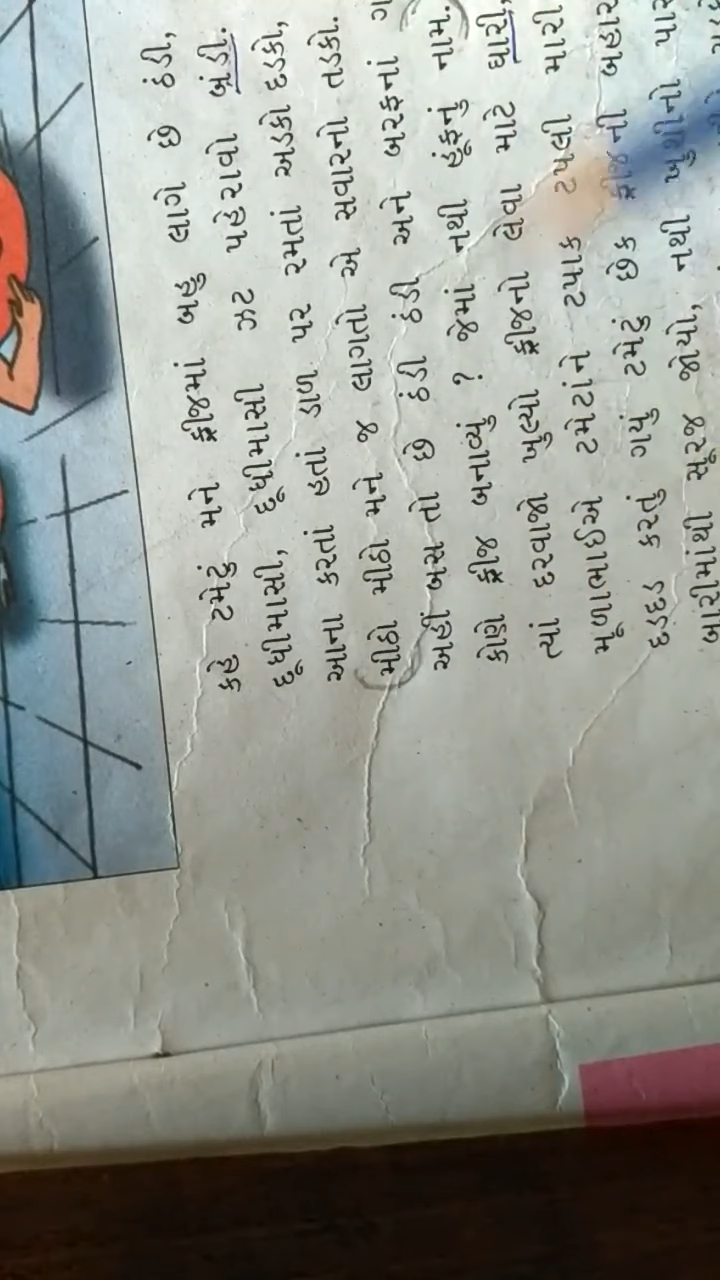 કહે ટમેટું મને ફ્રીજમાં બહુ લાગે છે ઠંડી,
દૂધીમાસી, દૂધીમાસી ઝટ પહેરાવો બંડી.
આના કરતાં હતાં ડાળ પર રમતાં અડકો દડકો,
મીઠો મીઠો મને જ લાગતો એ સવારનો તડકો.
અહીં બસ તો છે ઠંડી ઠંડી અને બરફનાં ગા
કોણે ફ્રીજ બનાવ્યું ? જેમાં નથી હૂંફનું નામ.
ત્યાં દરવાજા ખૂલ્યો ફ્રીજનો લેવા માટે ઘારી,
મૂળાભાઈએ ટમેટાંને ટપાક ટપલી મારી
દડદડ કરતું ગયું ટમેટું છેક ફ્રીજની બહાર
બારીમાંથી સૂરજ જોયો, નથી ખુશીનો પાર